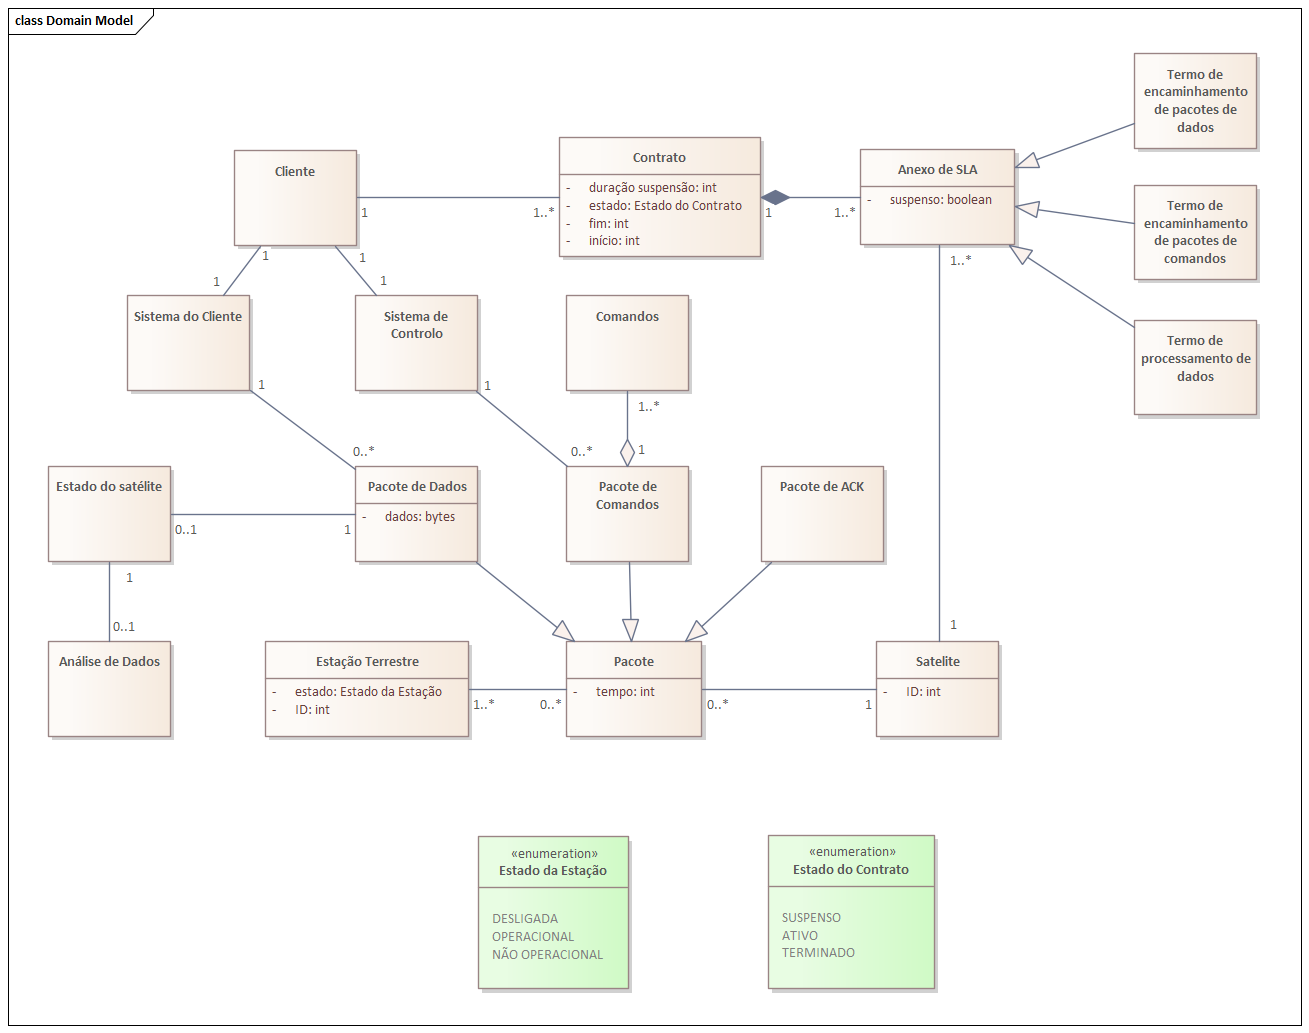 class Domain Model
Termo de
encaminhamento
de pacotes de
dados
Cliente
Contrato
- duração suspensão: int
- estado: Estado do Contrato
- fim: int
- início: int
Anexo de SLA
- suspenso: boolean
Termo de
encaminhamento
de pacotes de
comandos
1
1..*
1
1..*
1
1
1
1
1..*
Sistema do Cliente
Sistema de
Controlo
Comandos
Termo de
processamento de
dados
1
1
1..*
0..*
0..*
1
Estado do satélite
Pacote de Dados
- dados: bytes
Pacote de
Comandos
Pacote de ACK
0..1
1
1
0..1
1
Análise de Dados
Estação Terrestre
- estado: Estado da Estação
- ID: int
Pacote
- tempo: int
Satelite
- ID: int
1..*
0..*
0..*
1
«enumeration»
Estado da Estação
DESLIGADA
OPERACIONAL
NÃO OPERACIONAL
«enumeration»
Estado do Contrato
SUSPENSO
ATIVO
TERMINADO